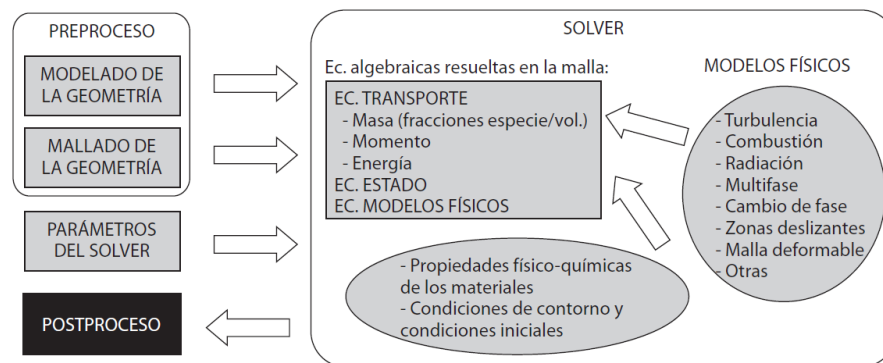 PREPROCESO
MODELADO DE
LA GEOMETRÍA
MALLADO DE
LA GEOMETRÍA
PARÁMETROS
DEL SOLVER
POSTPROCESO
SOLVER
Ec. algebraicas resueltas en la malla:
EC. TRANSPORTE
- Masa (fracciones especie/vol.)
- Momento
- Energía
EC. ESTADO
EC. MODELOS FÍSICOS
- Propiedades físico-químicas
de los materiales
- Condiciones de contorno y
condiciones iniciales
MODELOS FÍSICOS
- Turbulencia
- Combustión
- Radiación
- Multifase
- Cambio de fase
- Zonas deslizantes
- Malla deformable
- Otras